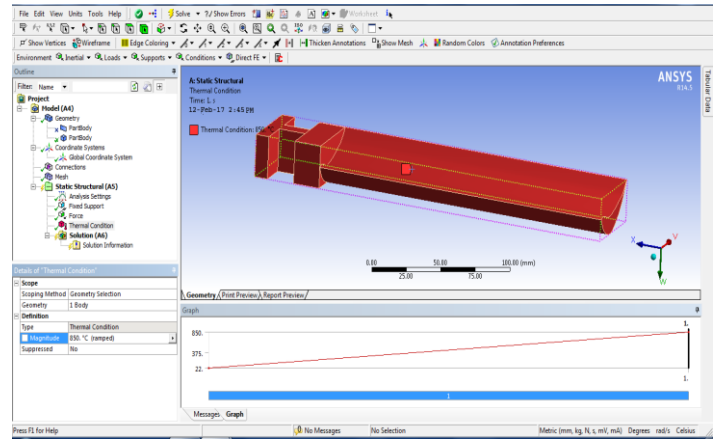 File Edit View Units Tools Help Solve ?/ Show Errors Worksheet
Show Vertices Wireframe Edge Coloring Thicken Annotations Show Mesh Random Colors Annotation Preferences
Environment Inertial Loads Supports Conditions Direct FE
Outline
Filter: Name
Project
Model (A4)
Geometry
PartBody
PartBody
Coordinate Systems
Global Coordinate System
Connections
Mesh
Static Structural (A5)
Analysis Settings
Fixed Support
Force
Thermal Condition
Solution (A6)
Solution Information
Details of "Thermal Condition"
Scope
Scoping Method Geometry Selection
Geometry 1 Body
Definition
Type Thermal Condition
Magnitude 850. °C (ramped)
Suppressed No
A: Static Structural
Thermal Condition
Time: 1. s
12-Feb-17 2:45 PM
Thermal Condition: 850. °C
ANSYS
R14.5
0.00 50.00 100.00 (mm)
25.00 75.00
X V W
Geometry Print Preview Report Preview
Graph
850.
375.
22.
1.
1.
1
Messages Graph
Tabular Data
Press F1 for Help No Messages No Selection Metric (mm, kg, N, s, mV, mA) Degrees rad/s Celsius